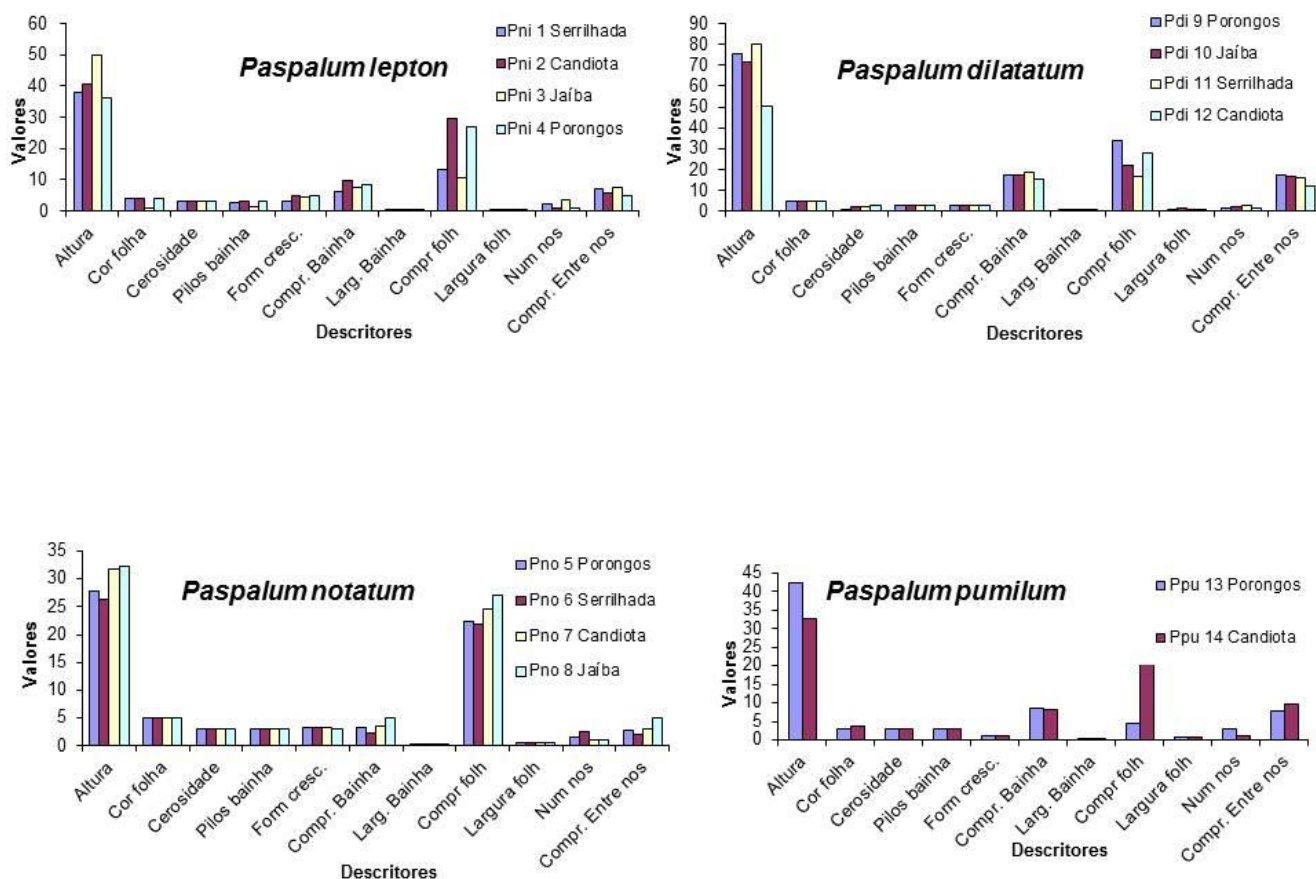 Paspalum lepton
Valores
60
50
40
30
20
10
0
Pni 1 Serrilhada
Pni 2 Candiota
Pni 3 Jaíba
Pni 4 Porongos
Altura
Cor folha
Cerosidade
Pilos bainha
Form cresc.
Compr. Bainha
Larg. Bainha
Compr folh
Largura folh
Num nos
Compr. Entre nos
Descritores
Paspalum dilatatum
Valores
90
80
70
60
50
40
30
20
10
0
Pdi 9 Porongos
Pdi 10 Jaíba
Pdi 11 Serrilhada
Pdi 12 Candiota
Altura
Cor folha
Cerosidade
Pilos bainha
Form cresc.
Compr. Bainha
Larg. Bainha
Compr folh
Largura folh
Num nos
Compr. Entre nos
Descritores
Paspalum notatum
Valores
35
30
25
20
15
10
5
0
Pno 5 Porongos
Pno 6 Serrilhada
Pno 7 Candiota
Pno 8 Jaíba
Altura
Cor folha
Cerosidade
Pilos bainha
Form cresc.
Compr. Bainha
Larg. Bainha
Compr folh
Largura folh
Num nos
Compr. Entre nos
Descritores
Paspalum pumilum
Valores
45
40
35
30
25
20
15
10
5
0
Ppu 13 Porongos
Ppu 14 Candiota
Altura
Cor folha
Cerosidade
Pilos bainha
Form cresc.
Compr. Bainha
Larg. Bainha
Compr folh
Largura folh
Num nos
Compr. Entre nos
Descritores